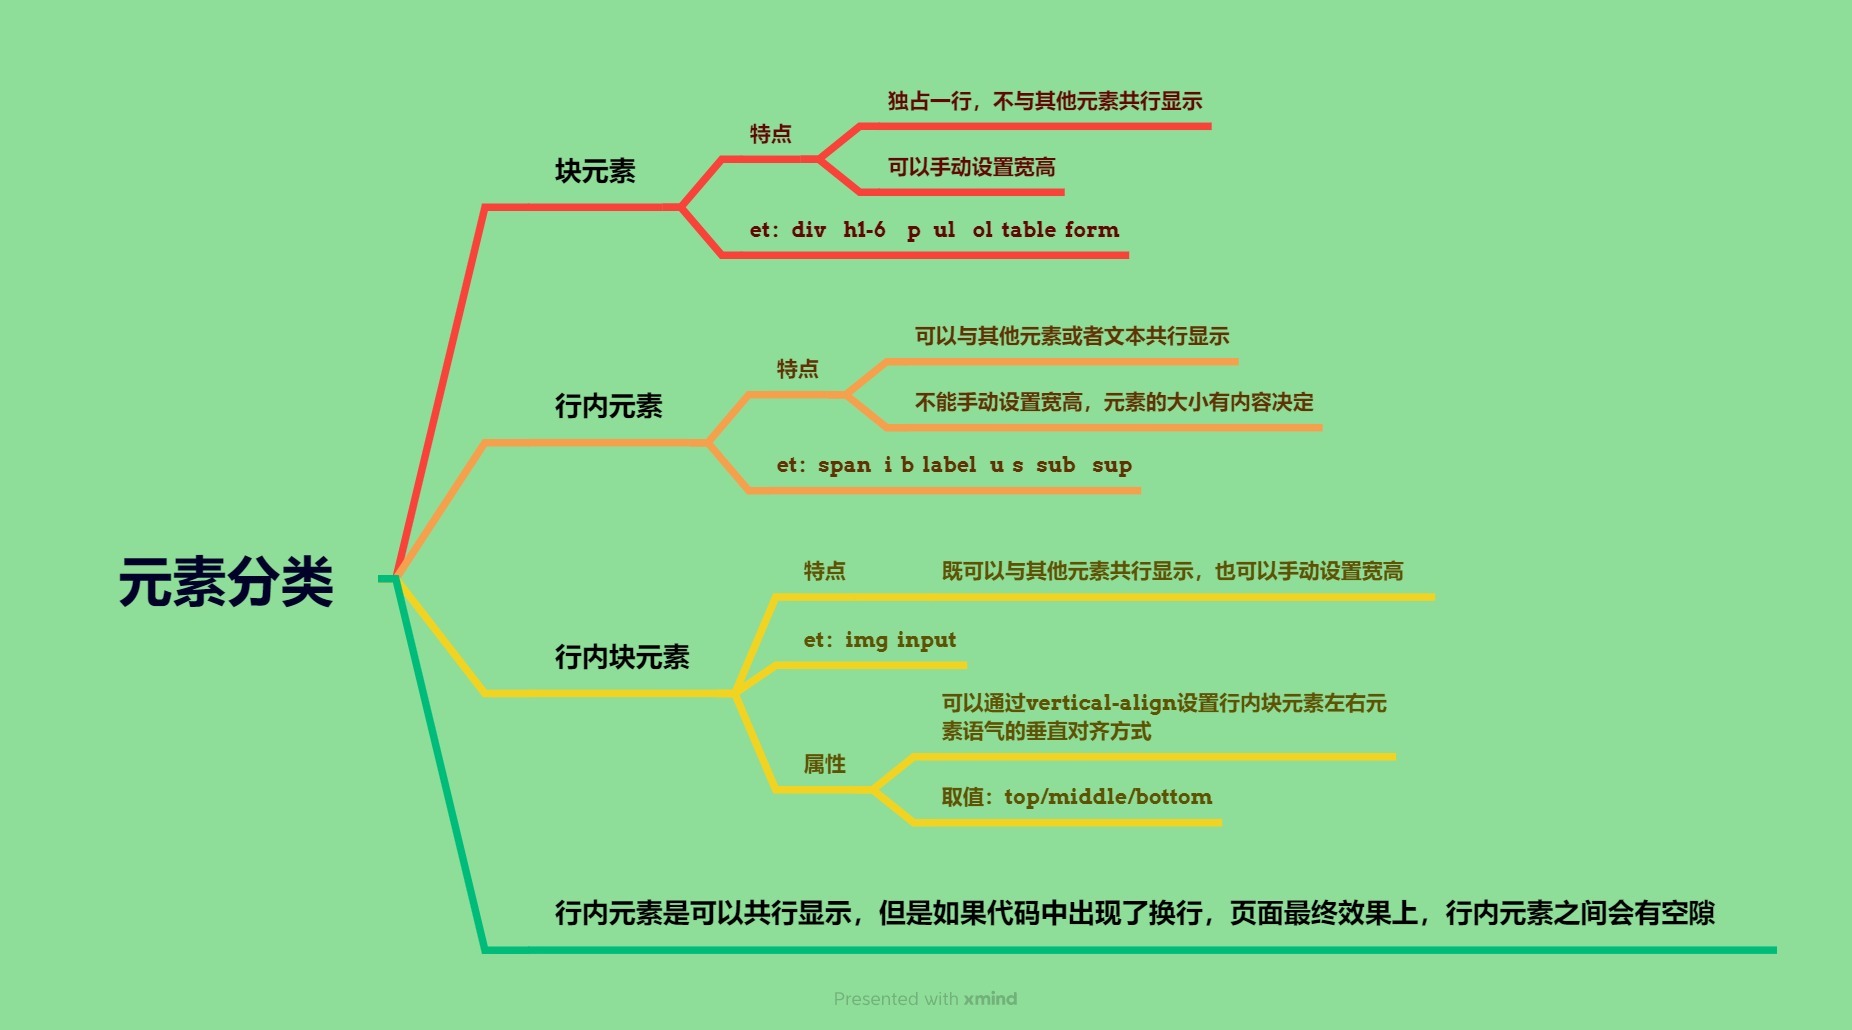 元素分类
块元素
特点
独占一行，不与其他元素共行显示
可以手动设置宽高
et：div h1-6 p ul ol table form
行内元素
特点
可以与其他元素或者文本共行显示
不能手动设置宽高，元素的大小有内容决定
et：span i b label u s sub sup
行内块元素
特点
既可以与其他元素共行显示，也可以手动设置宽高
et：img input
属性
可以通过vertical-align设置行内块元素左右元
素语气的垂直对齐方式
取值：top/middle/bottom
行内元素是可以共行显示，但是如果代码中出现了换行，页面最终效果上，行内元素之间会有空隙
Presented with xmind